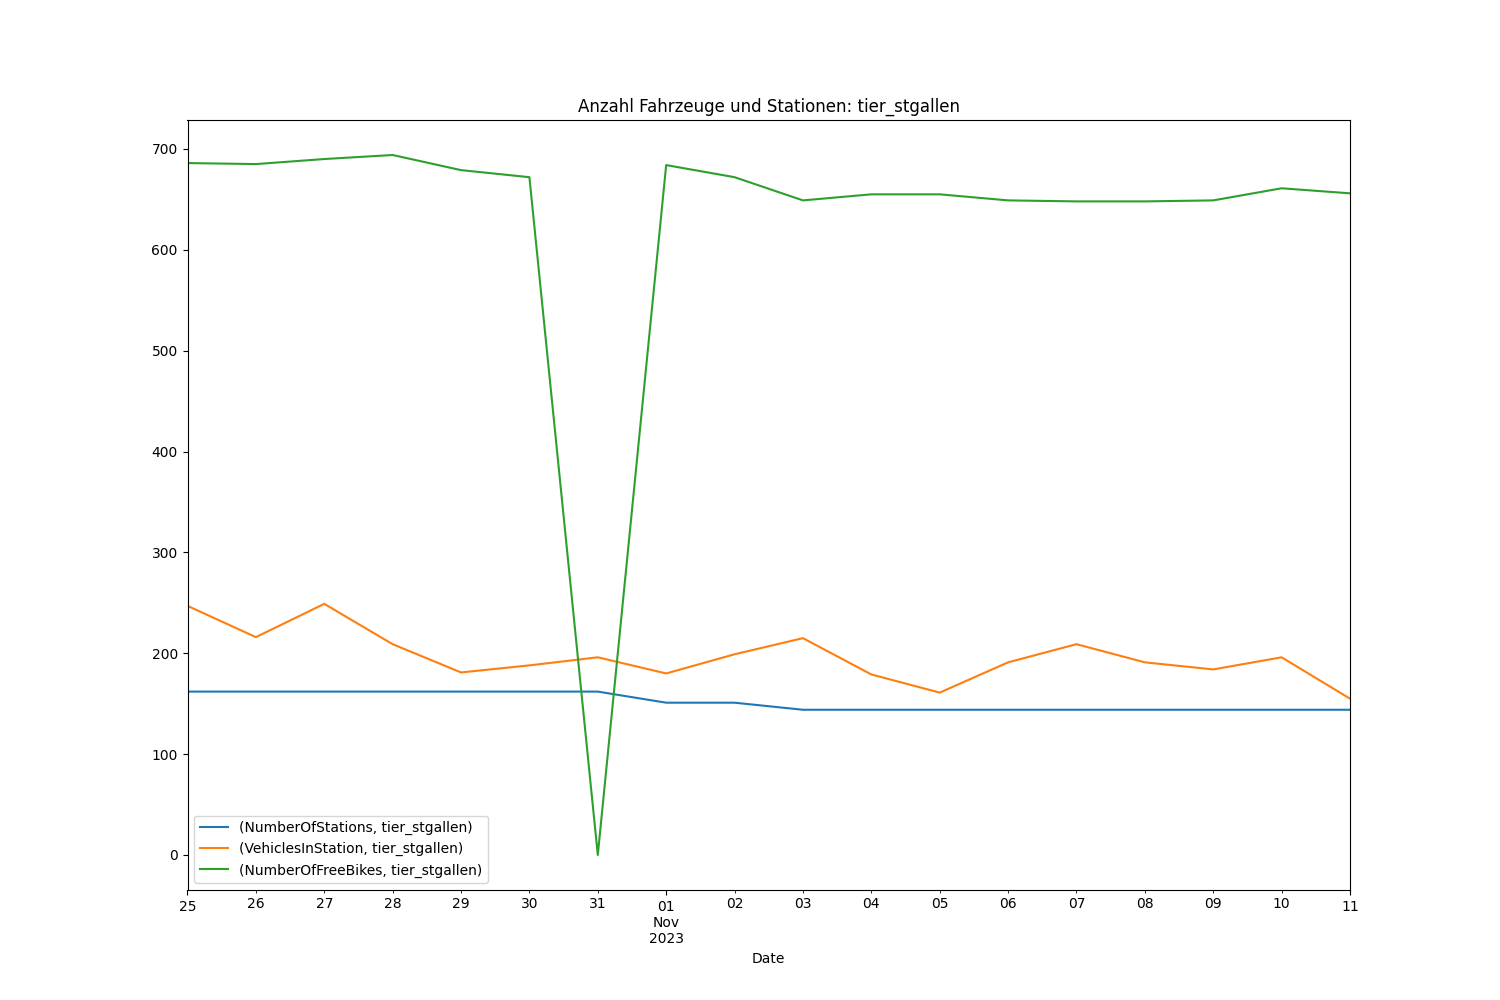 Anzahl Fahrzeuge und Stationen: tier_stgallen
700
600
500
400
300
200
100
0
(NumberOfStations, tier_stgallen)
(VehiclesInStation, tier_stgallen)
(NumberOfFreeBikes, tier_stgallen)
25 26 27 28 29 30 31 01 02 03 04 05 06 07 08 09 10 11
Nov
2023
Date